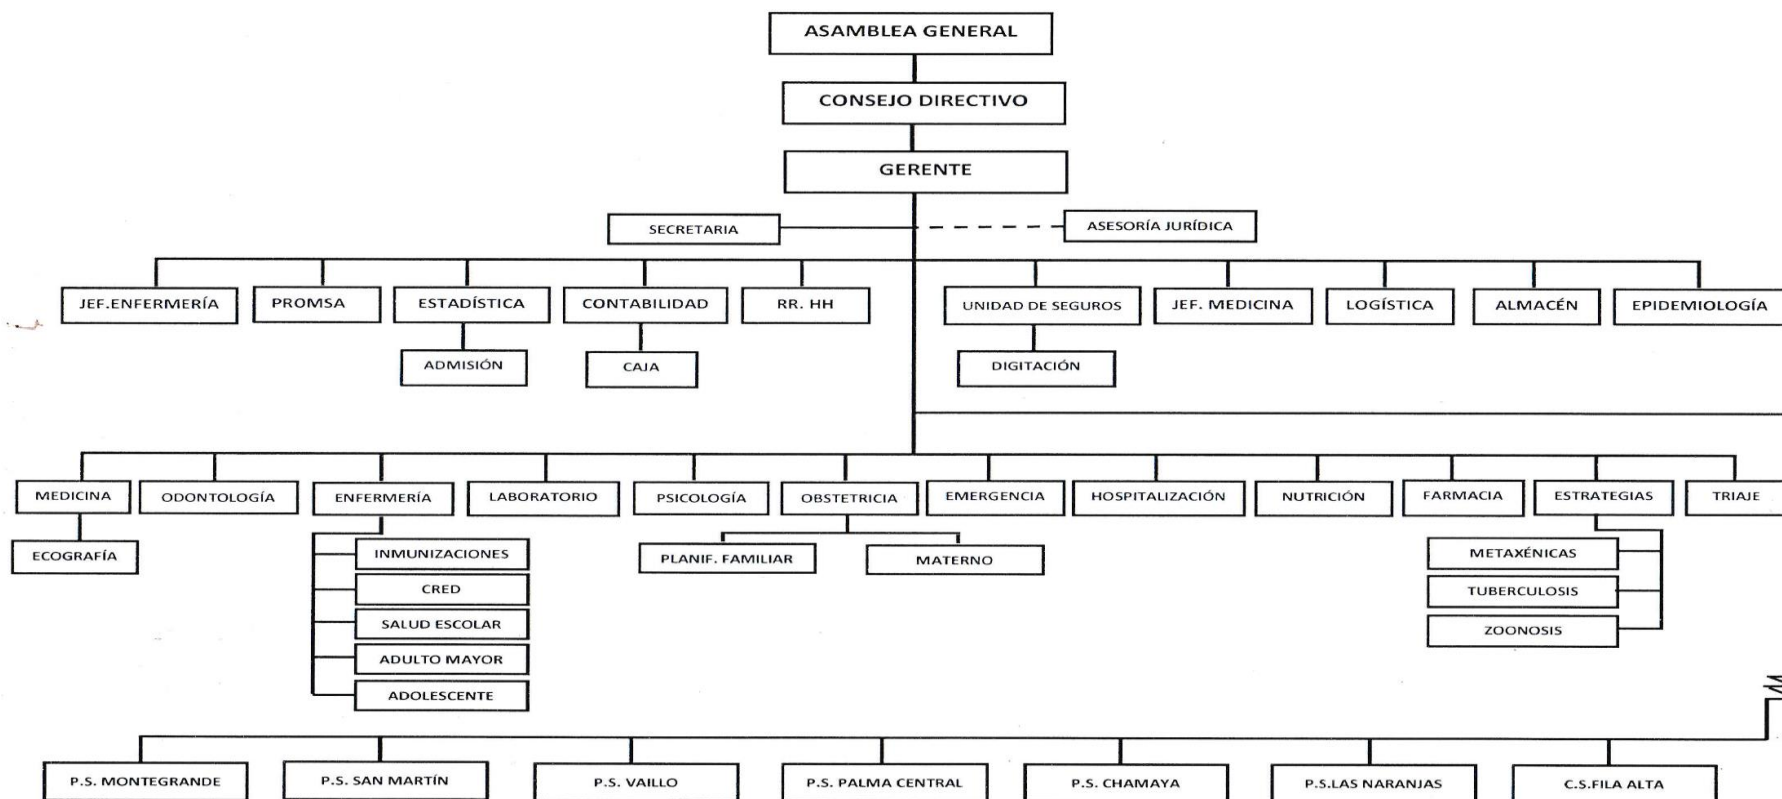 ASAMBLEA GENERAL
CONSEJO DIRECTIVO
GERENTE
SECRETARIA
ASESORÍA JURÍDICA
JEF.ENFERMERÍA
PROMSA
ESTADÍSTICA
CONTABILIDAD
RR. HH
UNIDAD DE SEGUROS
JEF. MEDICINA
LOGÍSTICA
ALMACÉN
EPIDEMIOLOGÍA
ADMISIÓN
CAJA
DIGITACIÓN
MEDICINA
ODONTOLOGÍA
ENFERMERÍA
LABORATORIO
PSICOLOGÍA
OBSTETRICIA
EMERGENCIA
HOSPITALIZACIÓN
NUTRICIÓN
FARMACIA
ESTRATEGIAS
TRIAJE
ECOGRAFÍA
INMUNIZACIONES
CRED
SALUD ESCOLAR
ADULTO MAYOR
ADOLESCENTE
PLANIF. FAMILIAR
MATERNO
METAXÉNICAS
TUBERCULOSIS
ZOONOSIS
P.S. MONTEGRANDE
P.S. SAN MARTÍN
P.S. VAILLO
P.S. PALMA CENTRAL
P.S. CHAMAYA
P.S.LAS NARANJAS
C.S.FILA ALTA